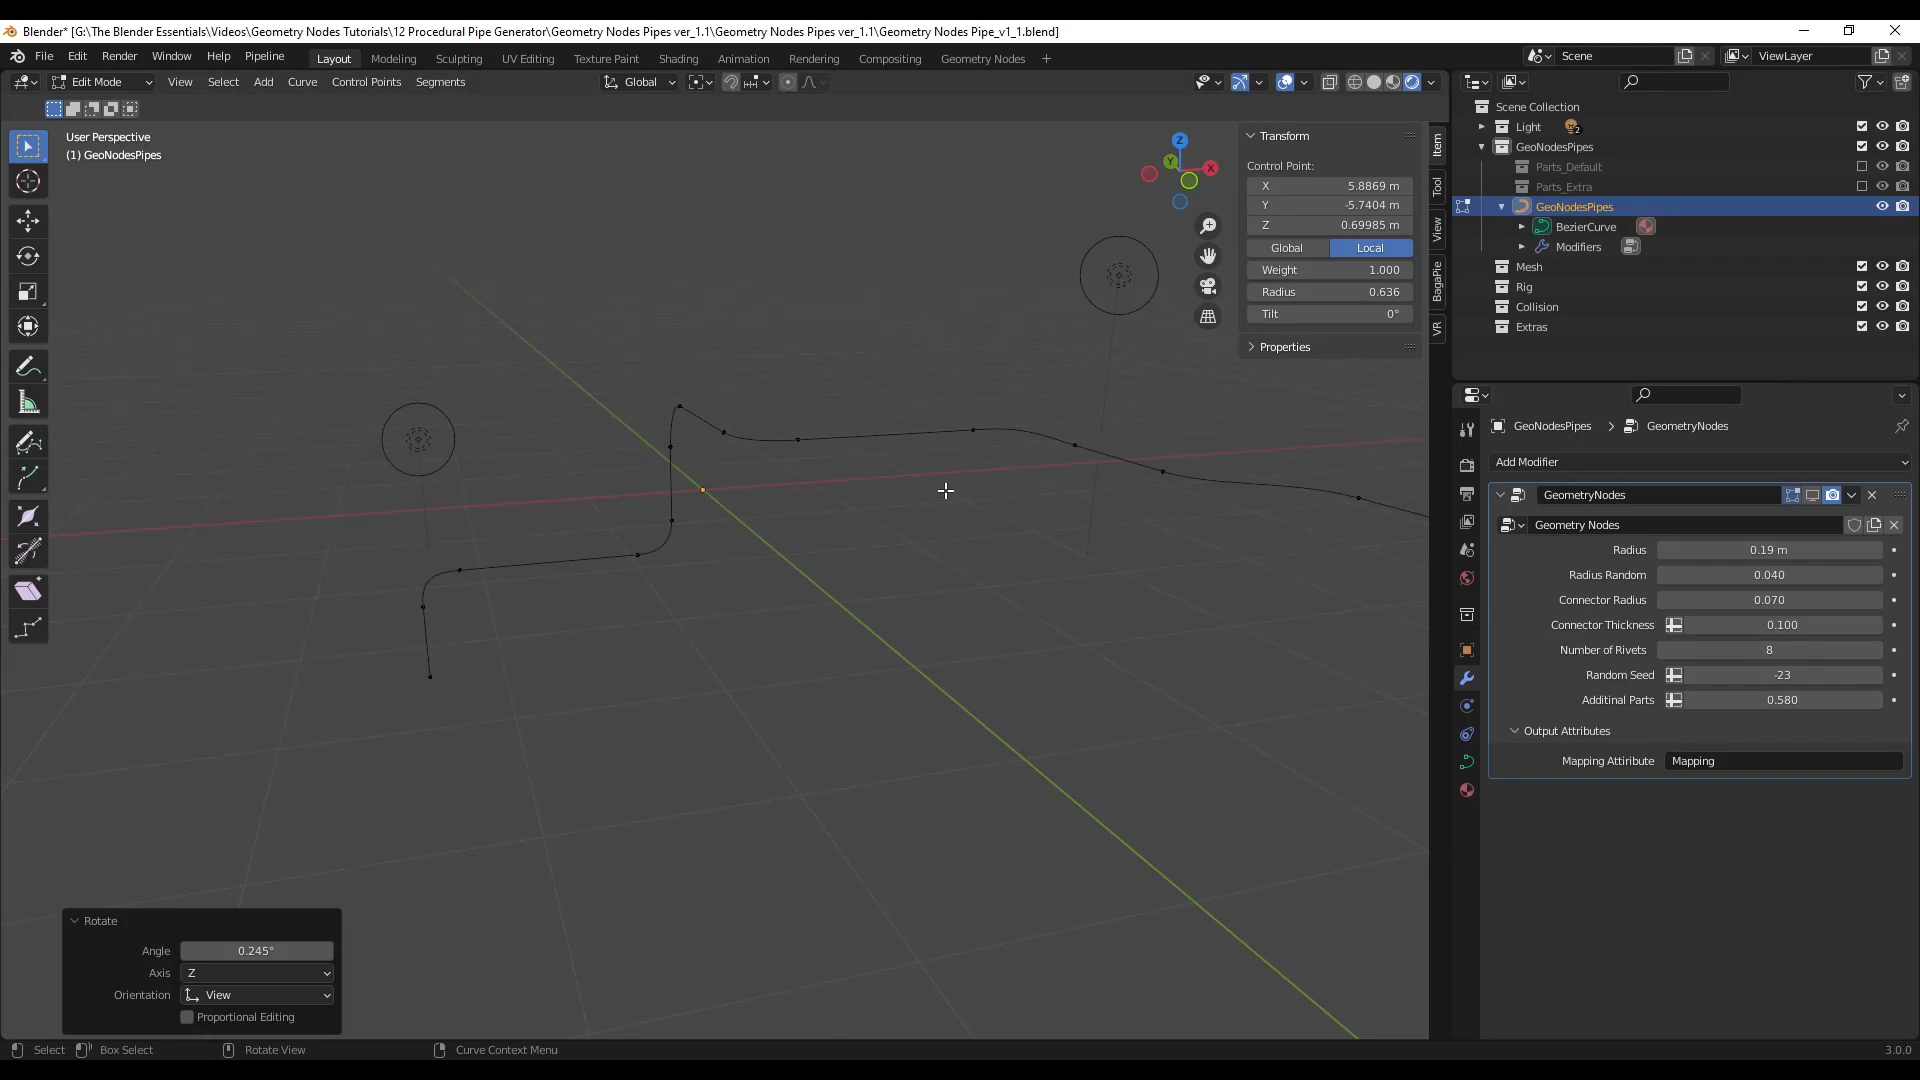 Blender* [G:\The Blender Essentials\Videos\Geometry Nodes Tutorials\12 Procedural Pipe Generator\Geometry Nodes Pipes ver_1.1\Geometry Nodes Pipes ver_1.1\Geometry Nodes Pipe_v1_1.blend]
File Edit Render Window Help Pipeline Layout Modeling Sculpting UV Editing Texture Paint Shading Animation Rendering Compositing Geometry Nodes + Scene ViewLayer
Edit Mode View Select Add Curve Control Points Segments Global
User Perspective
(1) GeoNodesPipes
Z
Y
X
Transform
Control Point:
X 5.8869 m
Y -5.7404 m
Z 0.69985 m
Global Local
Weight 1.000
Radius 0.636
Tilt 0°
Properties
Item
Tool
View
BagaPie
VR
Scene Collection
Light 2
GeoNodesPipes
Parts_Default
Parts_Extra
GeoNodesPipes
BezierCurve
Modifiers
Mesh
Rig
Collision
Extras
GeoNodesPipes > GeometryNodes
Add Modifier
GeometryNodes
Geometry Nodes
Radius 0.19 m
Radius Random 0.040
Connector Radius 0.070
Connector Thickness 0.100
Number of Rivets 8
Random Seed -23
Additinal Parts 0.580
Output Attributes
Mapping Attiribute Mapping
Rotate
Angle 0.245°
Axis Z
Orientation View
Proportional Editing
Select Box Select Rotate View Curve Context Menu 3.0.0